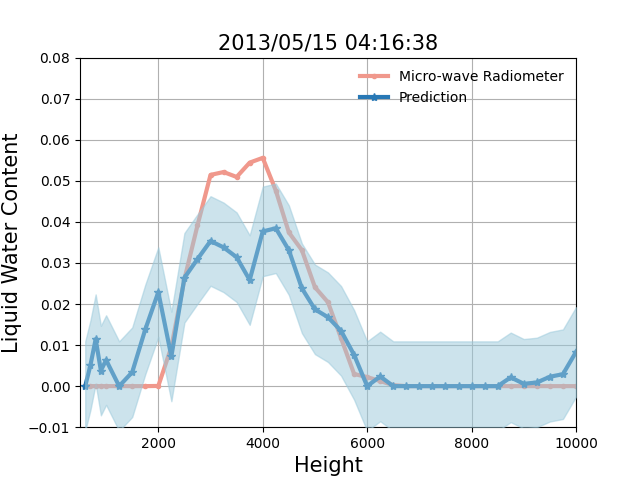 2013/05/15 04:16:38
Liquid Water Content
0.08
0.07
0.06
0.05
0.04
0.03
0.02
0.01
0.00
−0.01
Micro-wave Radiometer
Prediction
2000 4000 6000 8000 10000
Height